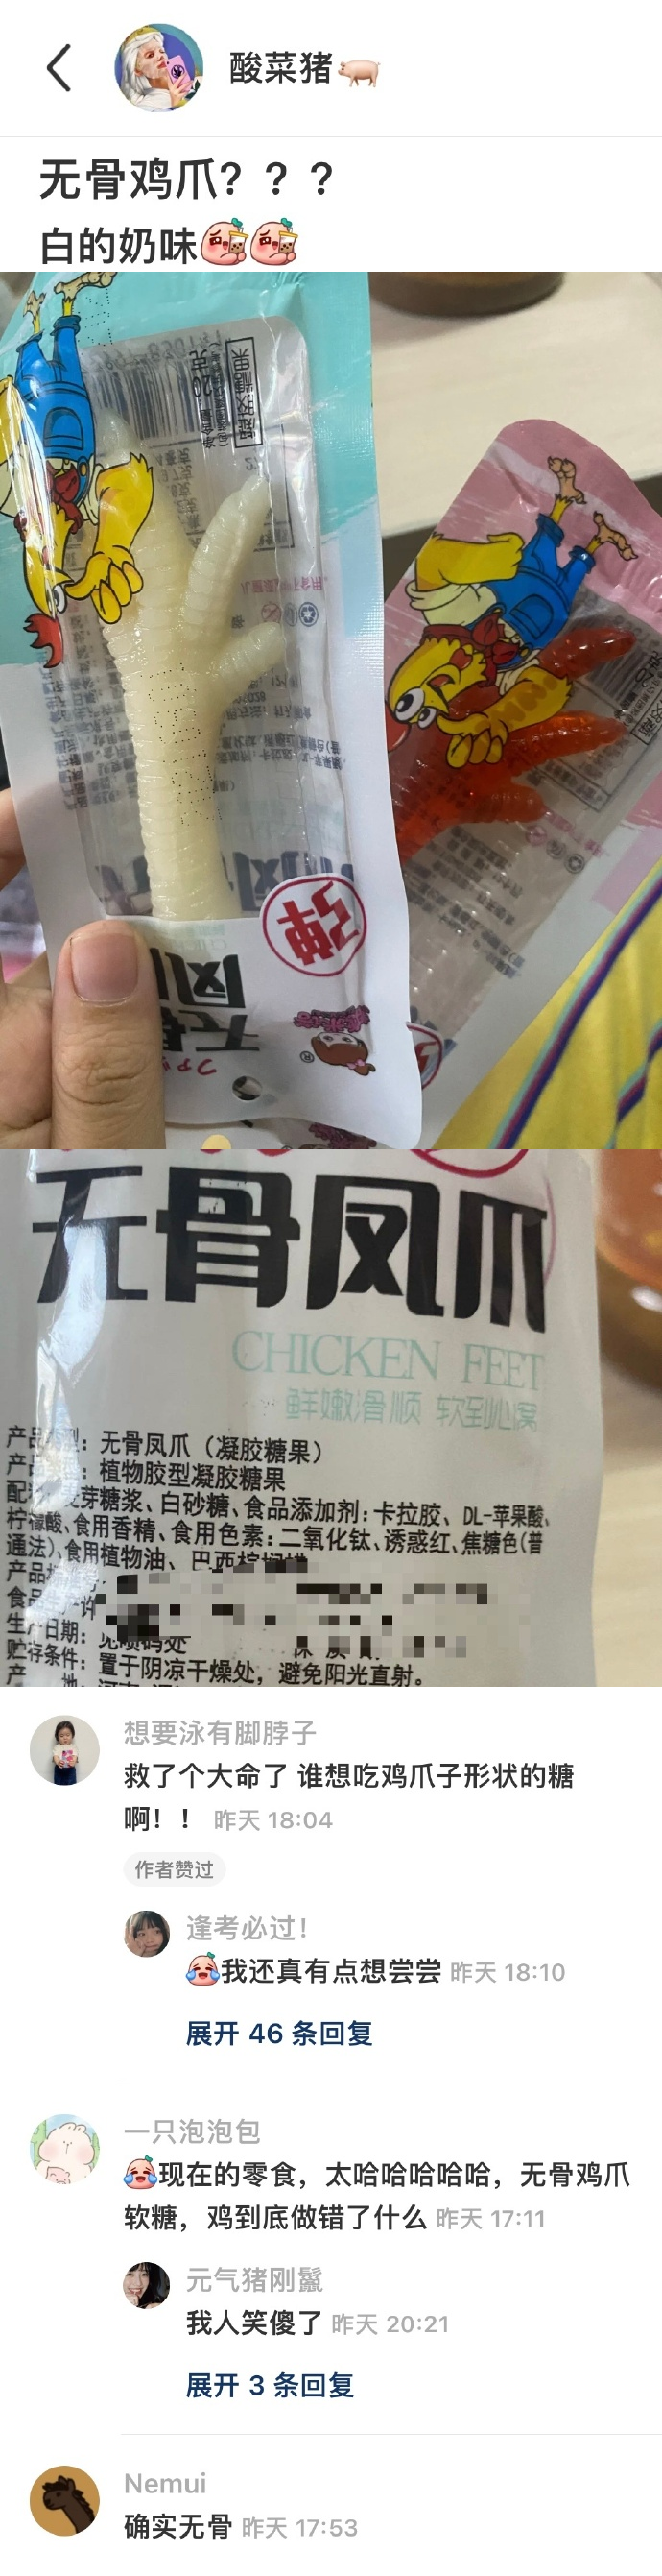 酸菜猪🐖
无骨鸡爪？？？
白的奶味
无骨凤爪
CHICKEN FEET
鲜嫩滑顺 软到心窝
无骨凤爪（凝胶糖果）
植物胶型凝胶糖果
芽糖浆、白砂糖、食品添加剂：卡拉胶、DL-苹果酸、
柠檬酸、食用香精、食用色素：二氧化钛、诱惑红、焦糖色（普
通法）、食用植物油、巴西棕榈蜡
日期：见喷码处
贮存条件：置于阴凉干燥处，避免阳光直射。
想要泳有脚脖子
救了个大命了 谁想吃鸡爪子形状的糖
啊！！ 昨天 18:04
作者赞过
逢考必过！
我还真有点想尝尝 昨天 18:10
展开 46 条回复
一只泡泡包
现在的零食，太哈哈哈哈哈，无骨鸡爪
软糖，鸡到底做错了什么 昨天 17:11
元气猪刚鬣
我人笑傻了 昨天 20:21
展开 3 条回复
Nemui
确实无骨 昨天 17:53